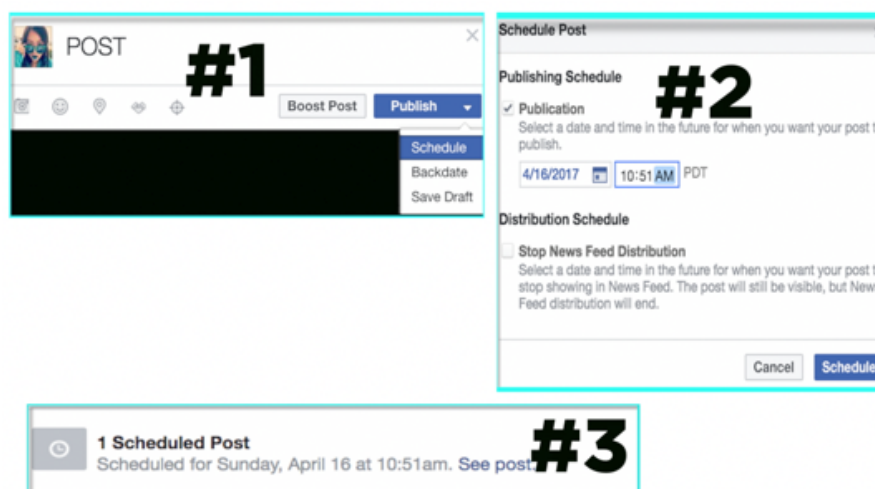 POST
#1
Boost Post
Publish
Schedule
Backdate
Save Draft
Schedule Post
Publishing Schedule
#2
Publication
Select a date and time in the future for when you want your post
publish.
4/16/2017 10:51 AM PDT
Distribution Schedule
Stop News Feed Distribution
Select a date and time in the future for when you want your post
stop showing in News Feed. The post will still be visible, but New
Feed distribution will end.
Cancel
Schedule
1 Scheduled Post
Scheduled for Sunday, April 16 at 10:51am. See post.
#3